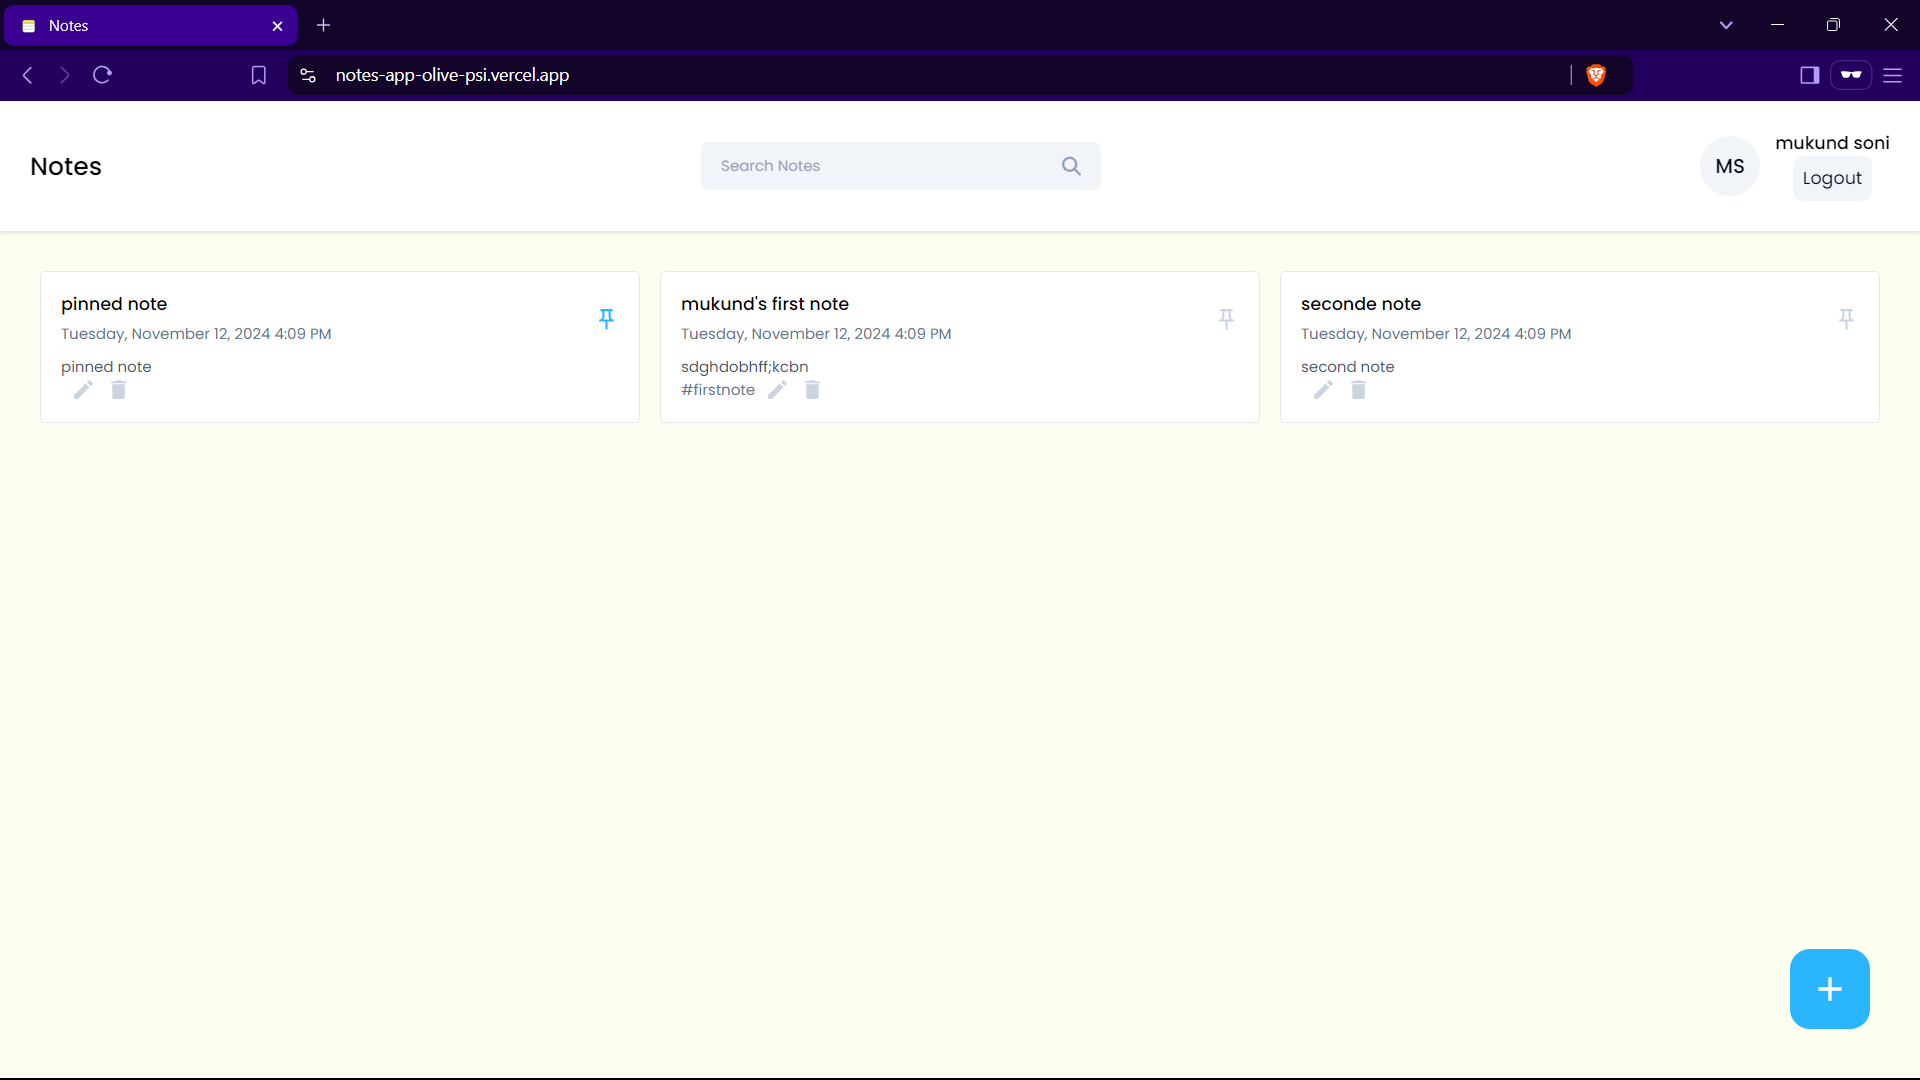 Notes
notes-app-olive-psi.vercel.app
Notes
Search Notes
MS
mukund soni
Logout
pinned note
Tuesday, November 12, 2024 4:09 PM
pinned note
mukund's first note
Tuesday, November 12, 2024 4:09 PM
sdghdobhff;kcbn
#firstnote
seconde note
Tuesday, November 12, 2024 4:09 PM
second note